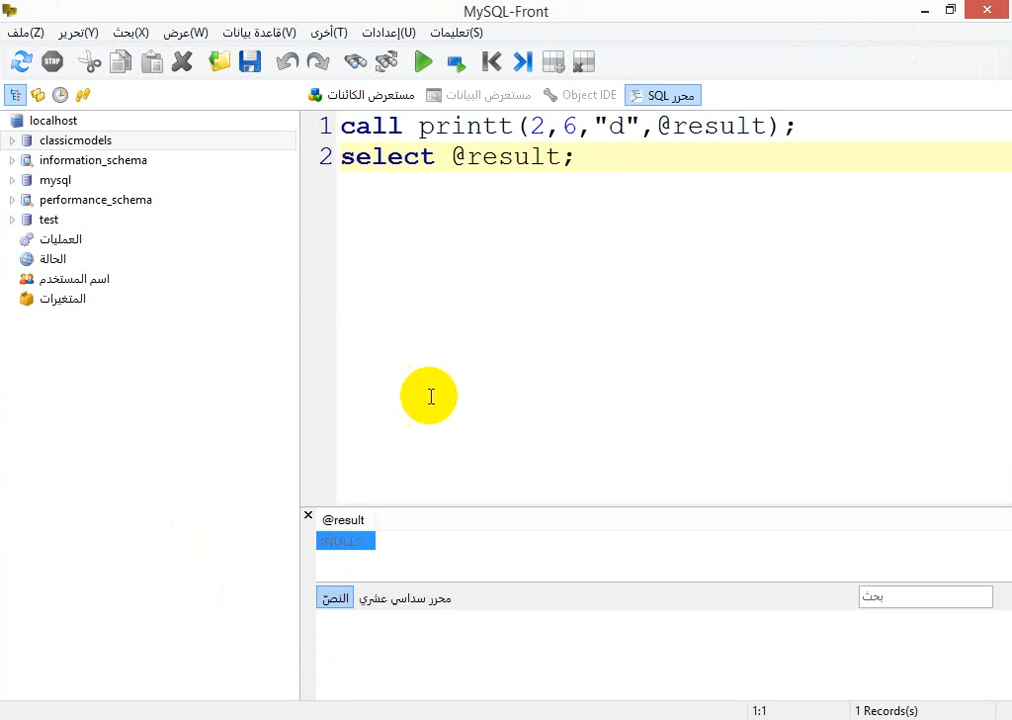 MySQL-Front
ملف(Z) تحرير(Y) بحث(X) عرض(W) قاعدة بيانات(V) أخرى(T) إعدادات(U) تعليمات(S)
STOP
مستعرض الكائنات مستعرض البيانات Object IDE محرر SQL
localhost
classicmodels
information_schema
mysql
performance_schema
test
العمليات
الحالة
اسم المستخدم
المتغيرات
1 call printt(2,6,"d",@result);
2 select @result;
@result
<NULL>
النصّ محرر سداسي عشري بحث
1:1 1 Records(s)